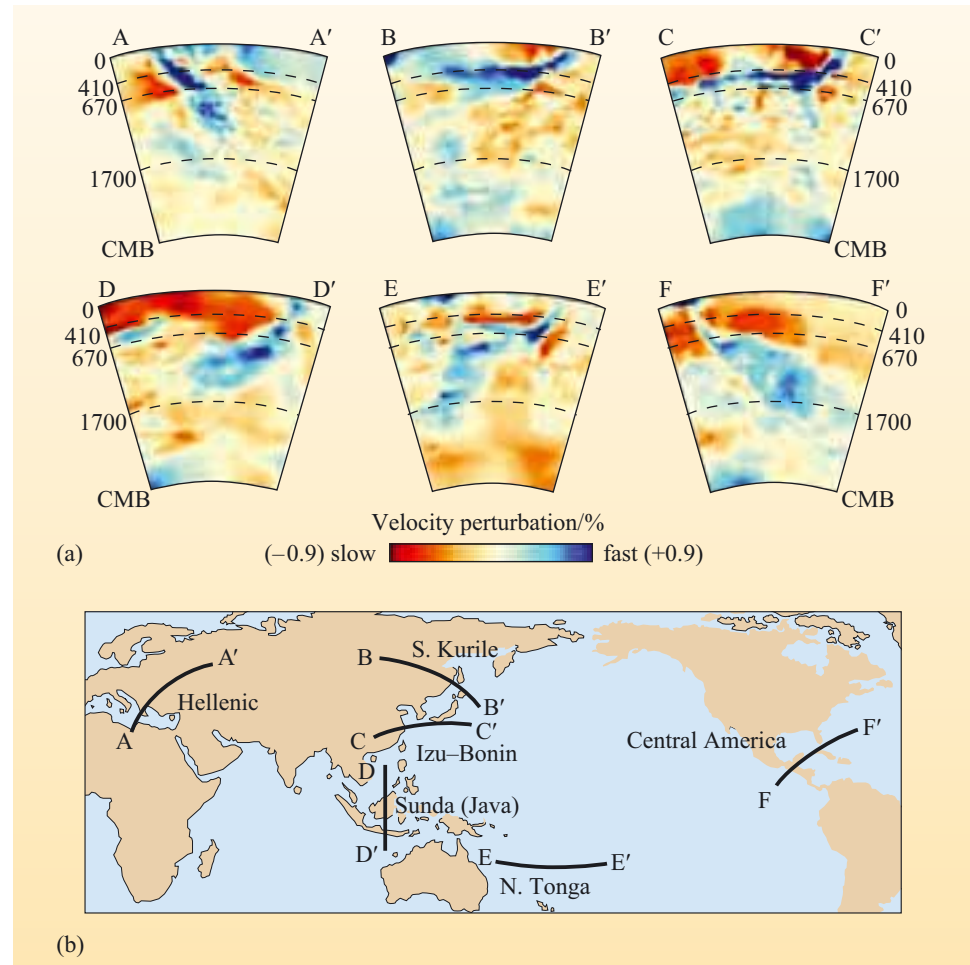 A A′ B B′ C C′
0 0
410 410
670 670
1700 1700
CMB CMB
D D′ E E′ F F′
0 0
410 410
670 670
1700 1700
CMB CMB
Velocity perturbation/%
(a) (−0.9) slow fast (+0.9)
B S. Kurile
A′
Hellenic B′
A C C′ Central America F′
Izu–Bonin
D F
Sunda (Java)
D′ E E′
N. Tonga
(b)